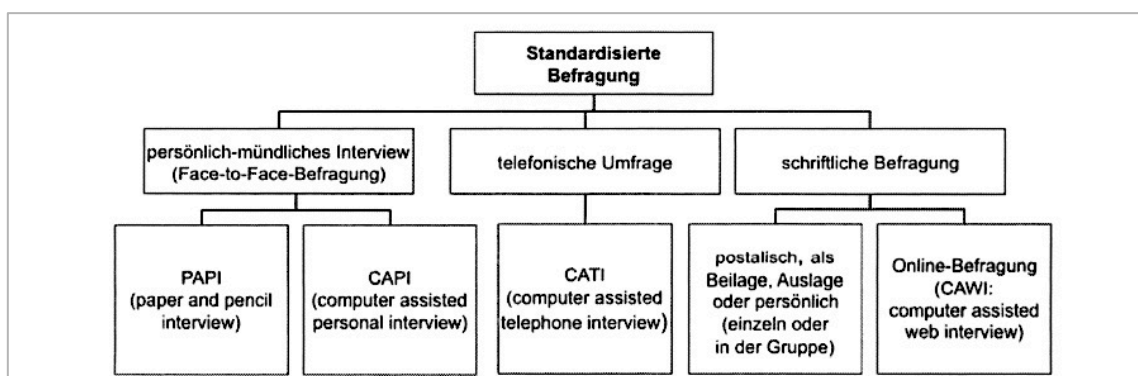 Standardisierte
Befragung
persönlich-mündliches Interview
(Face-to-Face-Befragung)
telefonische Umfrage
schriftliche Befragung
PAPI
(paper and pencil
interview)
CAPI
(computer assisted
personal interview)
CATI
(computer assisted
telephone interview)
postalisch, als
Beilage, Auslage
oder persönlich
(einzeln oder
in der Gruppe)
Online-Befragung
(CAWI:
computer assisted
web interview)